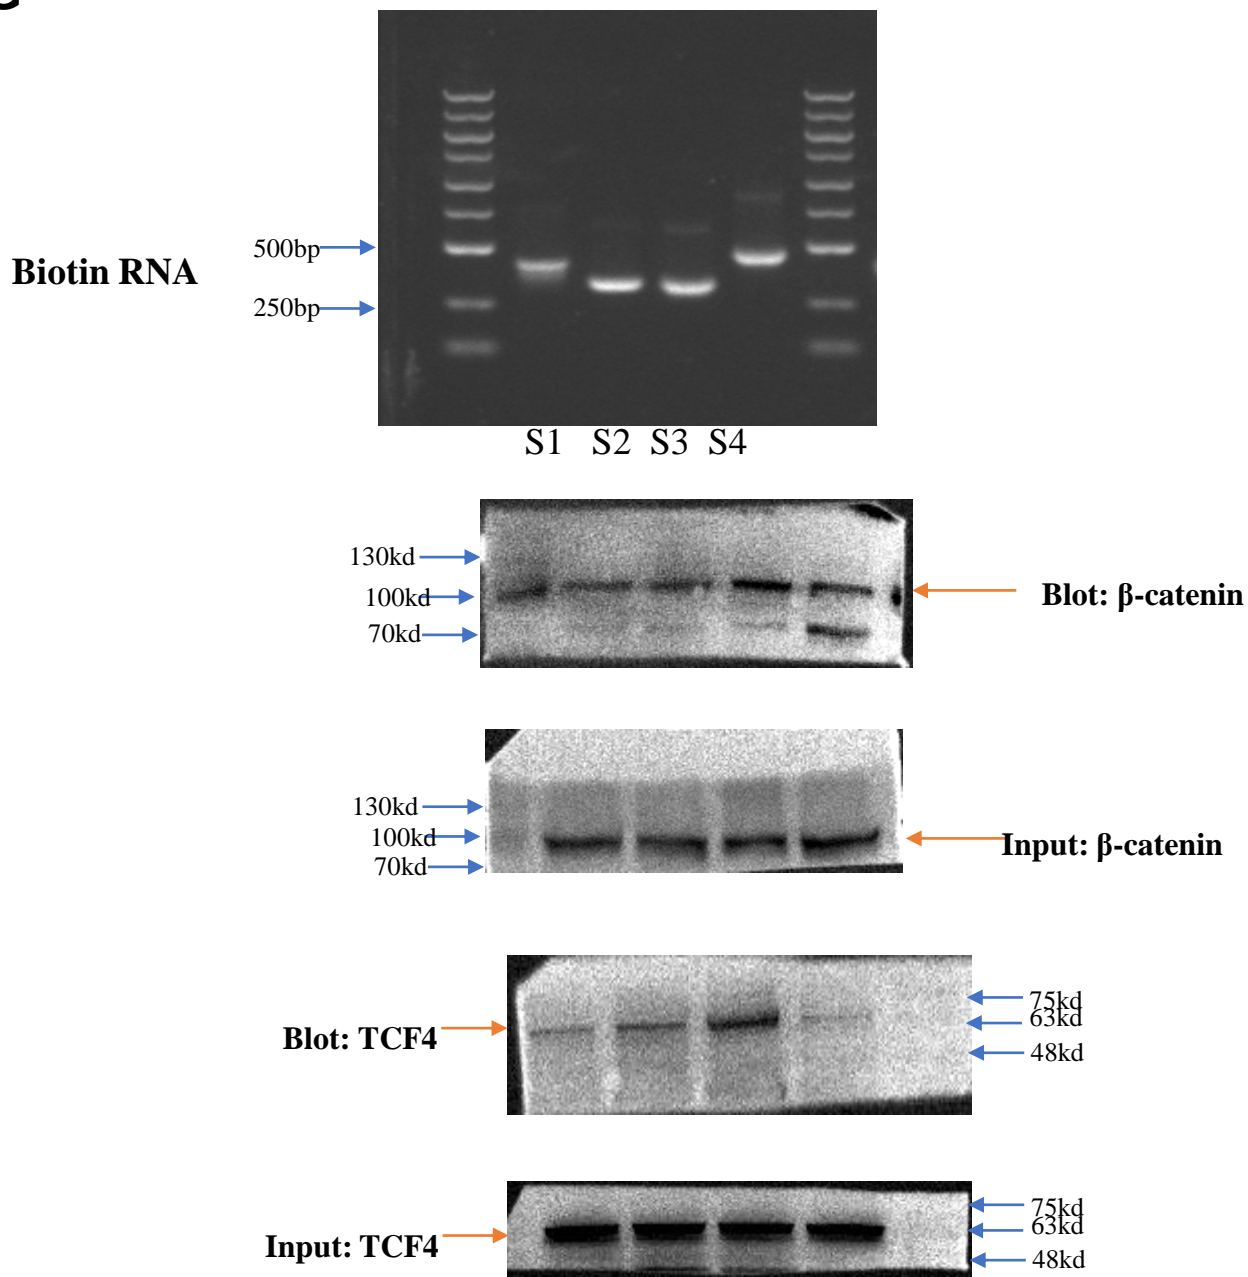 500bp
Biotin RNA
250bp
S1 S2 S3 S4
130kd
100kd
70kd
Blot: β-catenin
130kd
100kd
70kd
Input: β-catenin
75kd
63kd
48kd
Blot: TCF4
75kd
63kd
48kd
Input: TCF4